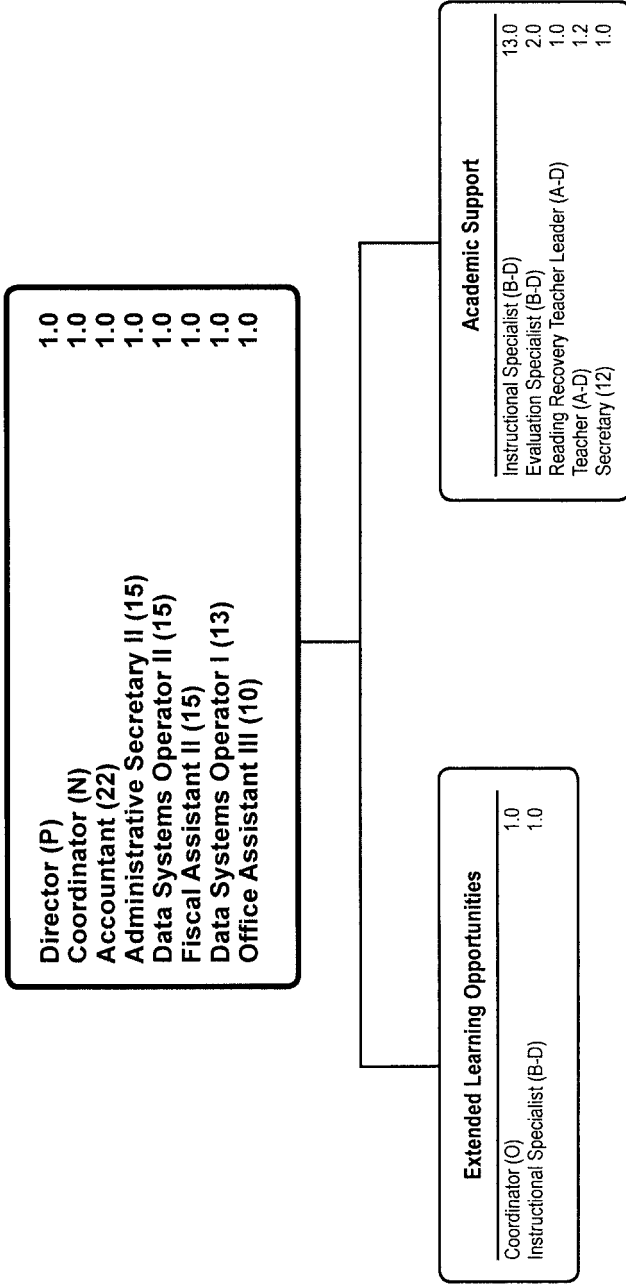 Director (P) 1.0
Coordinator (N) 1.0
Accountant (22) 1.0
Administrative Secretary II (15) 1.0
Data Systems Operator II (15) 1.0
Fiscal Assistant II (15) 1.0
Data Systems Operator I (13) 1.0
Office Assistant III (10) 1.0
Extended Learning Opportunities
Coordinator (O) 1.0
Instructional Specialist (B-D) 1.0
Academic Support
Instructional Specialist (B-D) 13.0
Evaluation Specialist (B-D) 2.0
Reading Recovery Teacher Leader (A-D) 1.0
Teacher (A-D) 1.2
Secretary (12) 1.0